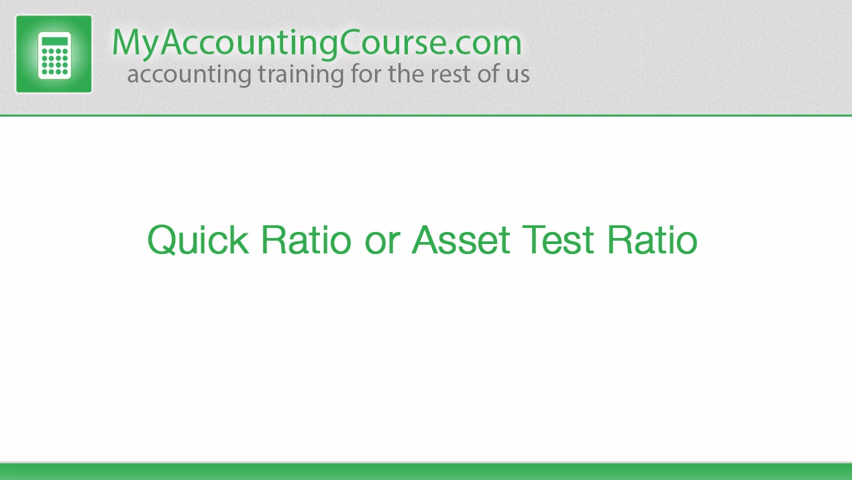 MyAccountingCourse.com
accounting training for the rest of us
Quick Ratio or Asset Test Ratio